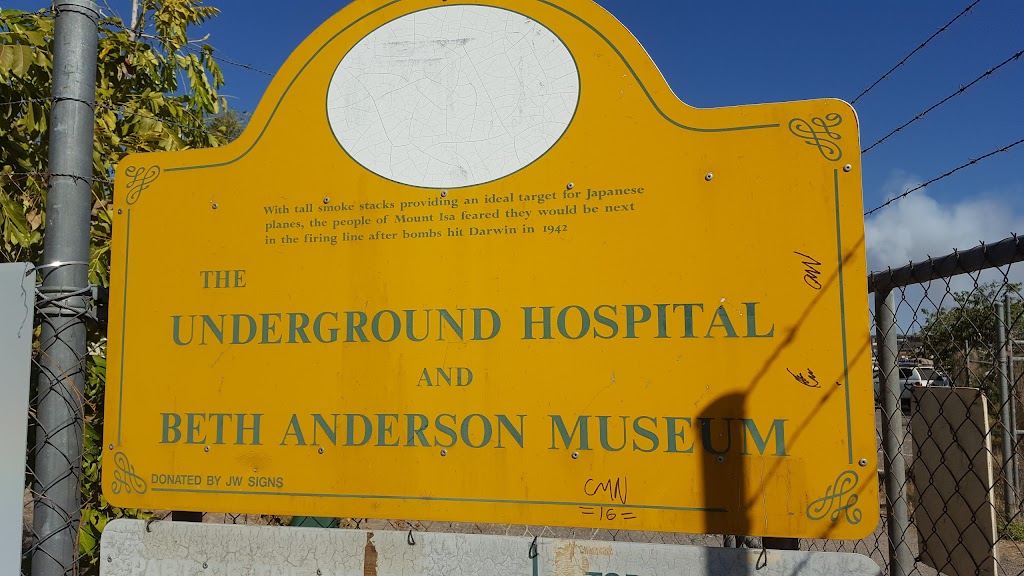 With tall smoke stacks providing an ideal target for Japanese
planes, the people of Mount Isa feared they would be next
in the firing line after bombs hit Darwin in 1942
THE
UNDERGROUND HOSPITAL
AND
BETH ANDERSON MUSEUM
DONATED BY JW SIGNS
CMN
=16=